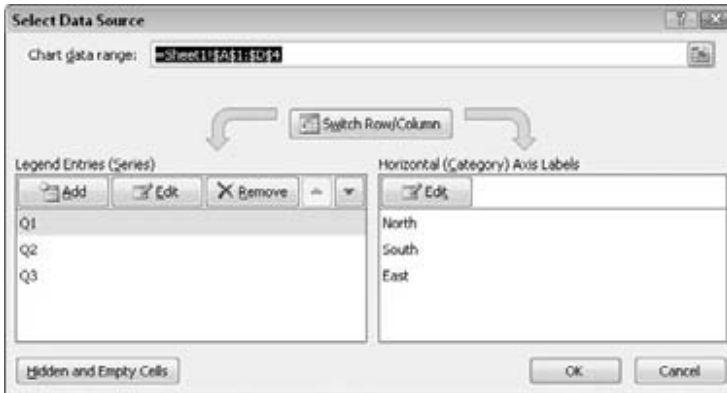 Select Data Source
Chart data range: =Sheet1!$A$1:$D$4
Switch Row/Column
Legend Entries (Series)
Add Edit Remove
Q1
Q2
Q3
Horizontal (Category) Axis Labels
Edit
North
South
East
Hidden and Empty Cells
OK Cancel